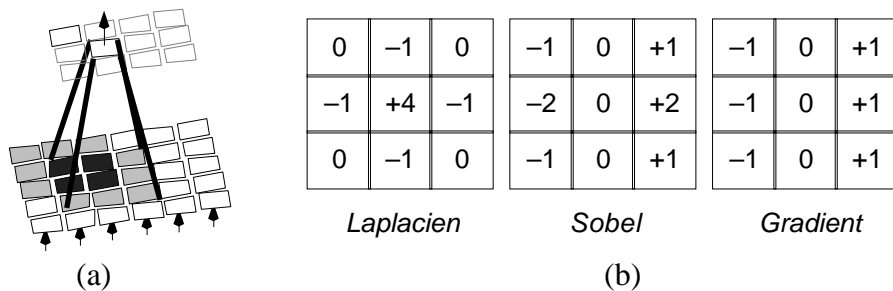 0 –1 0 –1 0 +1 –1 0 +1
–1 +4 –1 –2 0 +2 –1 0 +1
0 –1 0 –1 0 +1 –1 0 +1
Laplacien Sobel Gradient
(a) (b)